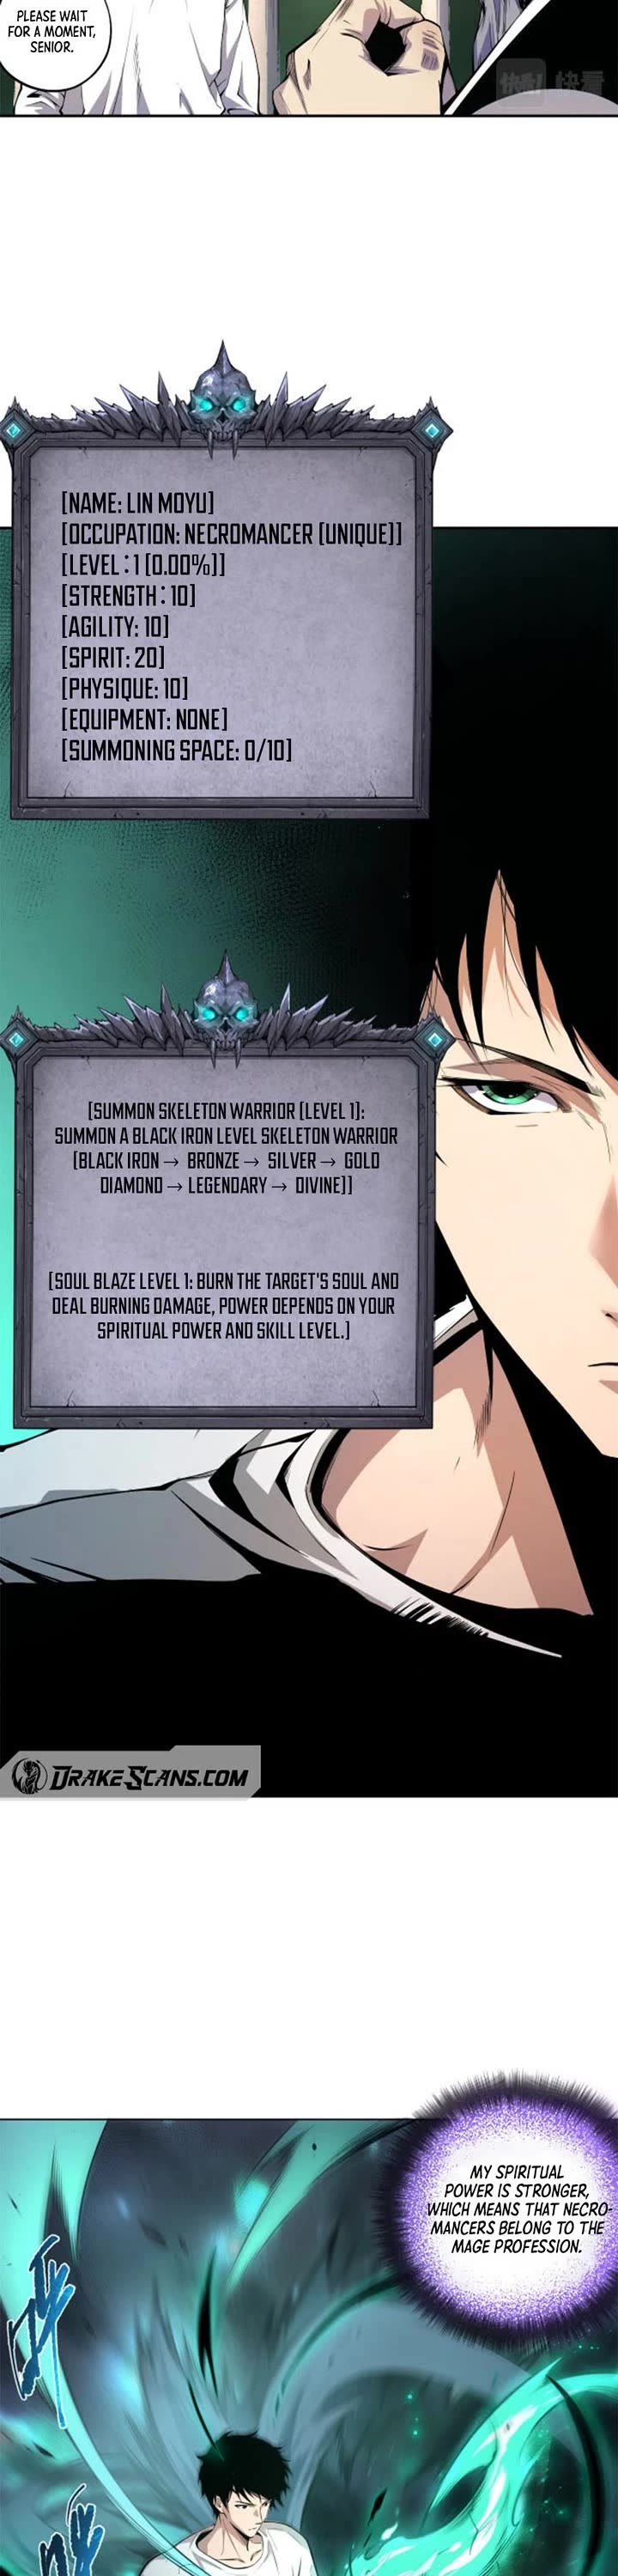 PLEASE WAIT
FOR A MOMENT,
SENIOR.
快看
[NAME: LIN MOYU]
[OCCUPATION: NECROMANCER (UNIQUE)]
[LEVEL:1 [0.00%]]
[STRENGTH:10]
[AGILITY: 10]
[SPIRIT: 20]
[PHYSIQUE: 10]
[EQUIPMENT: NONE]
[SUMMONING SPACE: 0/10]
[SUMMON SKELETON WARRIOR (LEVEL 1]:
SUMMON A BLACK IRON LEVEL SKELETON WARRIOR
[BLACK IRON → BRONZE → SILVER → GOLD
DIAMOND → LEGENDARY → DIVINE]]
[SOUL BLAZE LEVEL 1: BURN THE TARGET'S SOUL AND
DEAL BURNING DAMAGE, POWER DEPENDS ON YOUR
SPIRITUAL POWER AND SKILL LEVEL.]
DRAKESCANS.COM
MY SPIRITUAL
POWER IS STRONGER,
WHICH MEANS THAT NECRO-
MANCERS BELONG TO THE
MAGE PROFESSION.